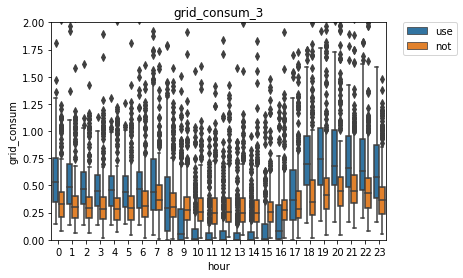 grid_consum_3
use
not
2.00
1.75
1.50
1.25
1.00
0.75
0.50
0.25
0.00
grid_consum
0 1 2 3 4 5 6 7 8 9 10 11 12 13 14 15 16 17 18 19 20 21 22 23
hour